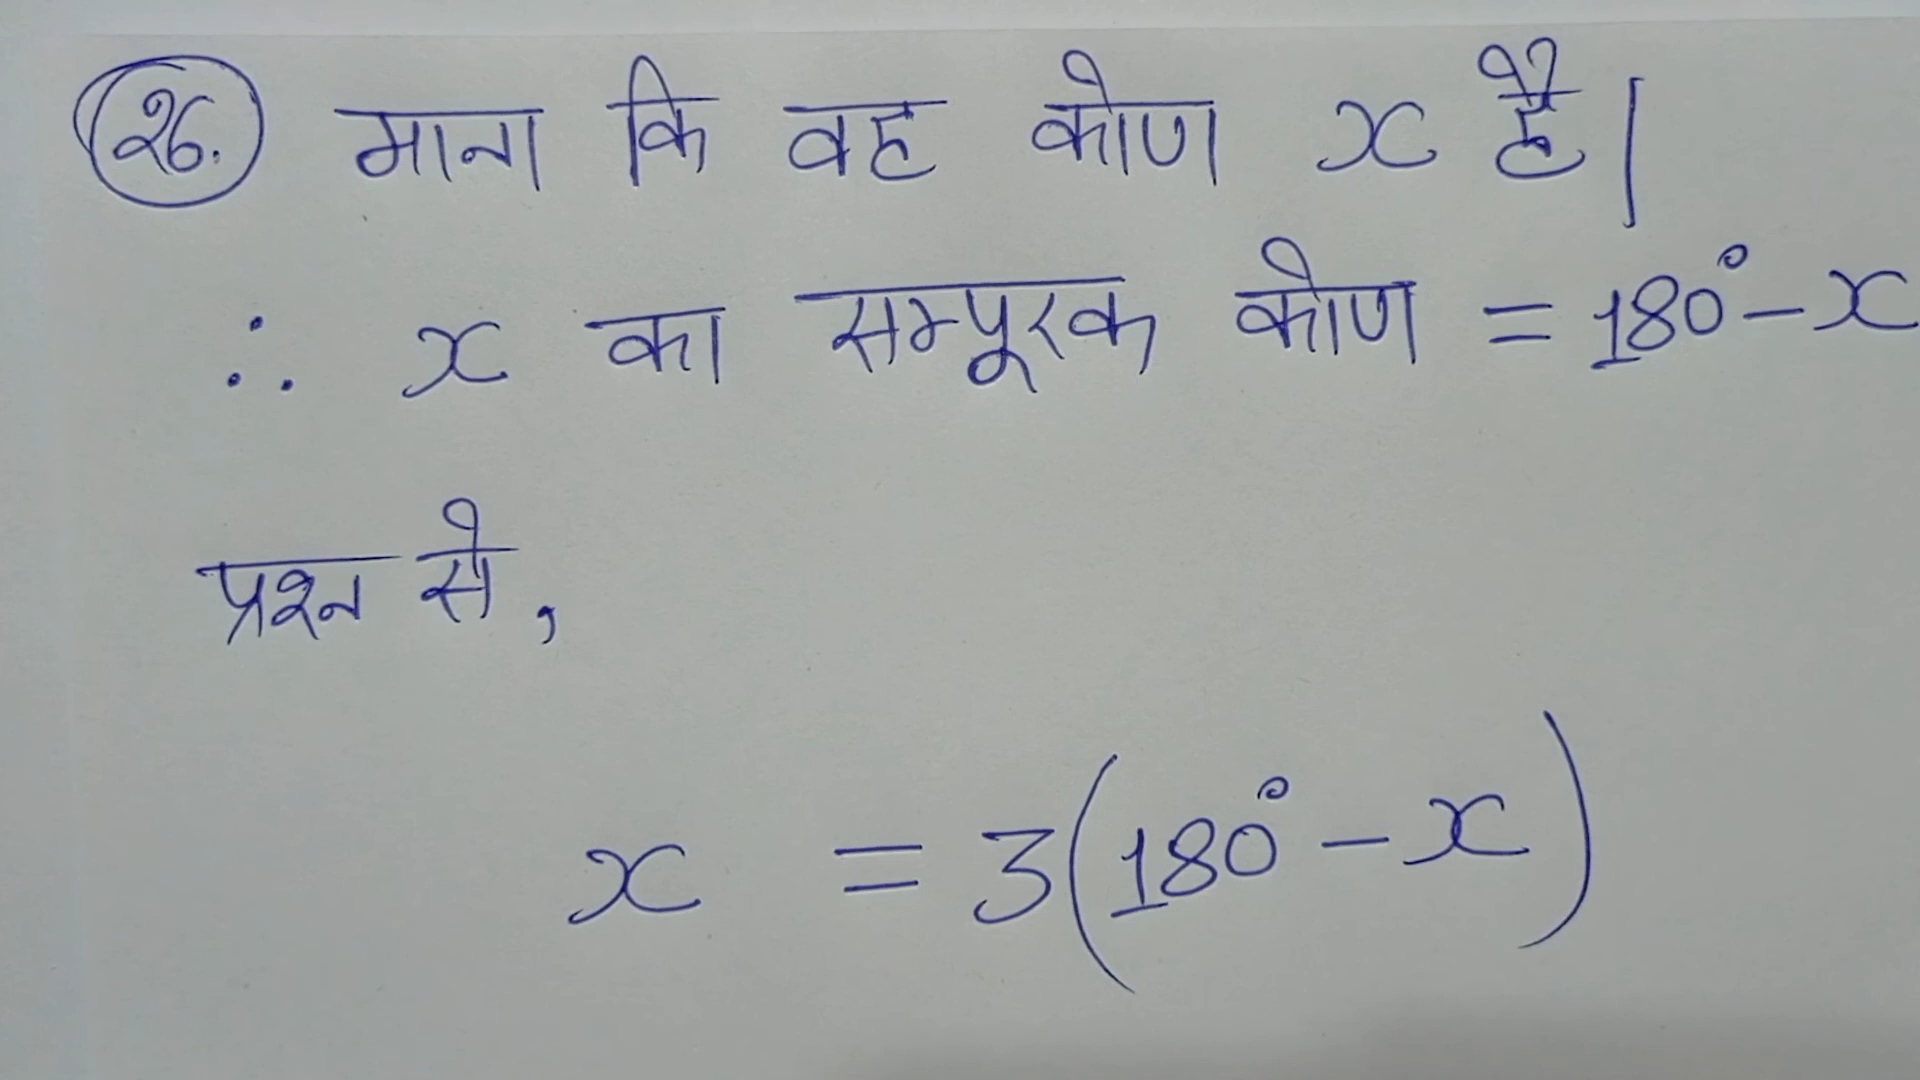 26. माना कि वह कोण x है|
∴ x का सम्पूरक कोण = 180° - x
प्रश्न से,
x = 3(180° - x)